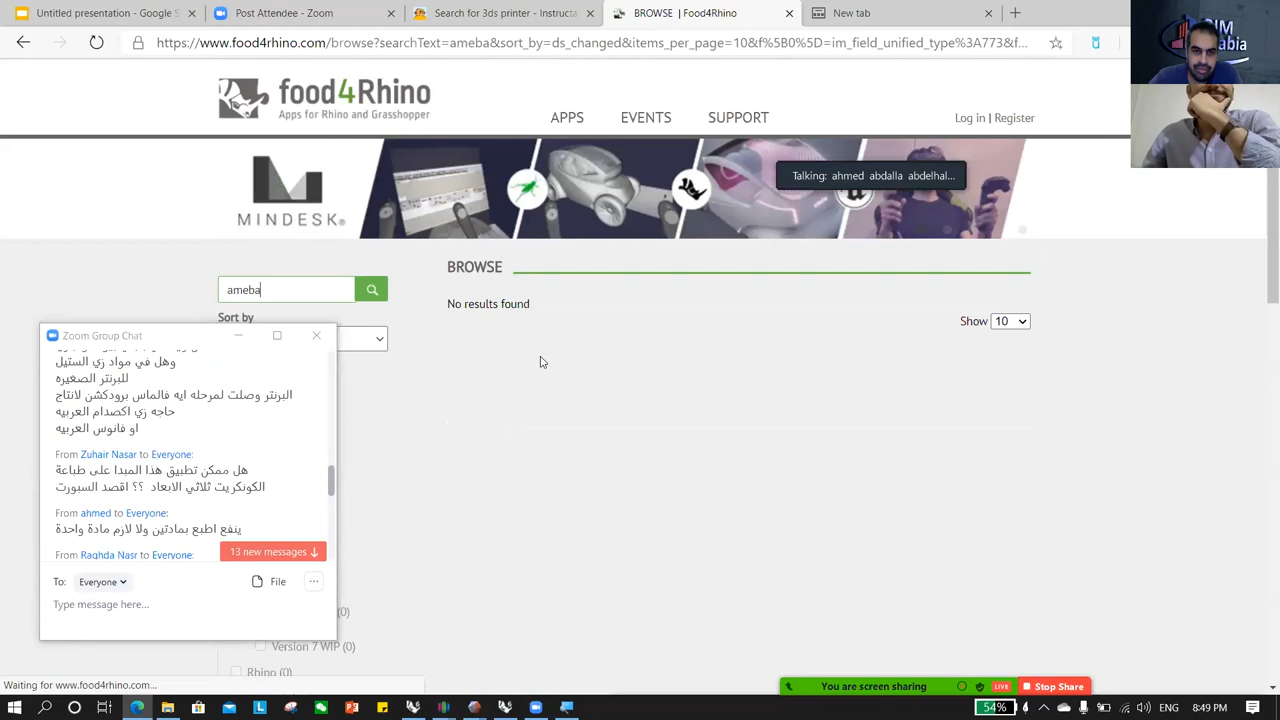 Untitled presentation - Google S
Post Attendee - Zoom
Search for 3ds printer - Instructa
BROWSE | Food4Rhino
New tab
https://www.food4rhino.com/browse?searchText=ameba&sort_by=ds_changed&items_per_page=10&f%5B0%5D=im_field_unified_type%3A773&f...
food4Rhino
Apps for Rhino and Grasshopper
APPS
EVENTS
SUPPORT
Log in | Register
MINDESK
Talking: ahmed abdalla abdelhal...
ameba
BROWSE
No results found
Show 10
Sort by
Zoom Group Chat
وهل في مواد زي الستيل
للبرنتر الصغيره
البرنتر وصلت لمرحله ايه فالماس برودكشن لانتاج
حاجه زي اكصدام العربيه
او فانوس العربيه
From Zuhair Nasar to Everyone:
هل ممكن تطبيق هذا المبدا على طباعة
الكونكريت ثلاثي الابعاد ؟؟ اقصد السبورت
From ahmed to Everyone:
ينفع اطبع بمادتين ولا لازم مادة واحدة
From Raghda Nasr to Everyone:
13 new messages
To: Everyone
File
Type message here...
(0)
Version 7 WIP (0)
Rhino (0)
Waiting for www.food4rhino.com...
You are screen sharing
LIVE
Stop Share
54%
ENG
8:49 PM